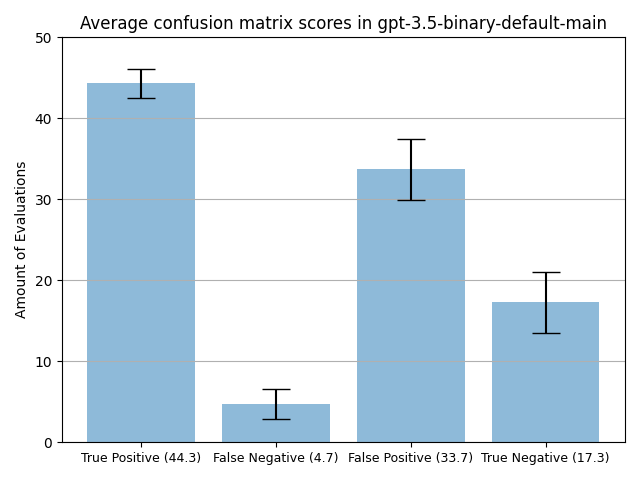 Average confusion matrix scores in gpt-3.5-binary-default-main
50
40
30
20
10
0
Amount of Evaluations
True Positive (44.3)
False Negative (4.7)
False Positive (33.7)
True Negative (17.3)